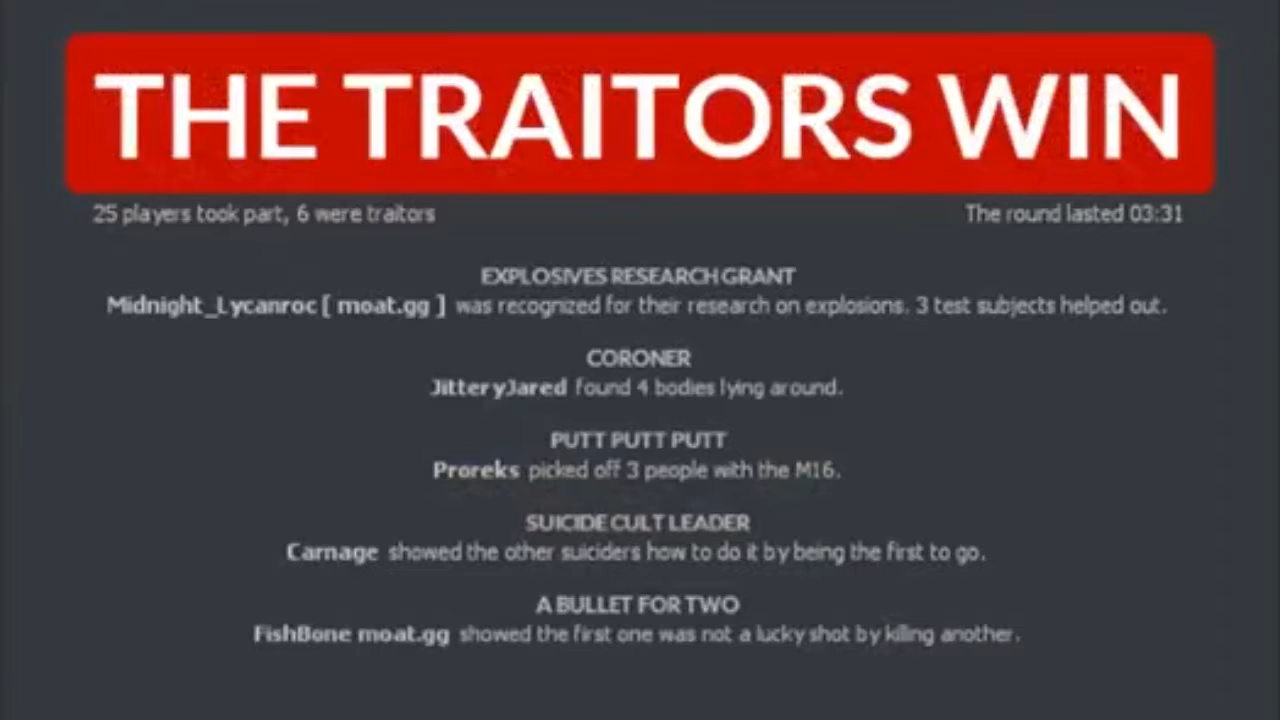 THE TRAITORS WIN
25 players took part, 6 were traitors
The round lasted 03:31
EXPLOSIVES RESEARCH GRANT
Midnight_Lycanroc [ moat.gg ] was recognized for their research on explosions. 3 test subjects helped out.
CORONER
JitteryJared found 4 bodies lying around.
PUTT PUTT PUTT
Proreks picked off 3 people with the M16.
SUICIDE CULT LEADER
Carnage showed the other suiciders how to do it by being the first to go.
A BULLET FOR TWO
FishBone moat.gg showed the first one was not a lucky shot by killing another.